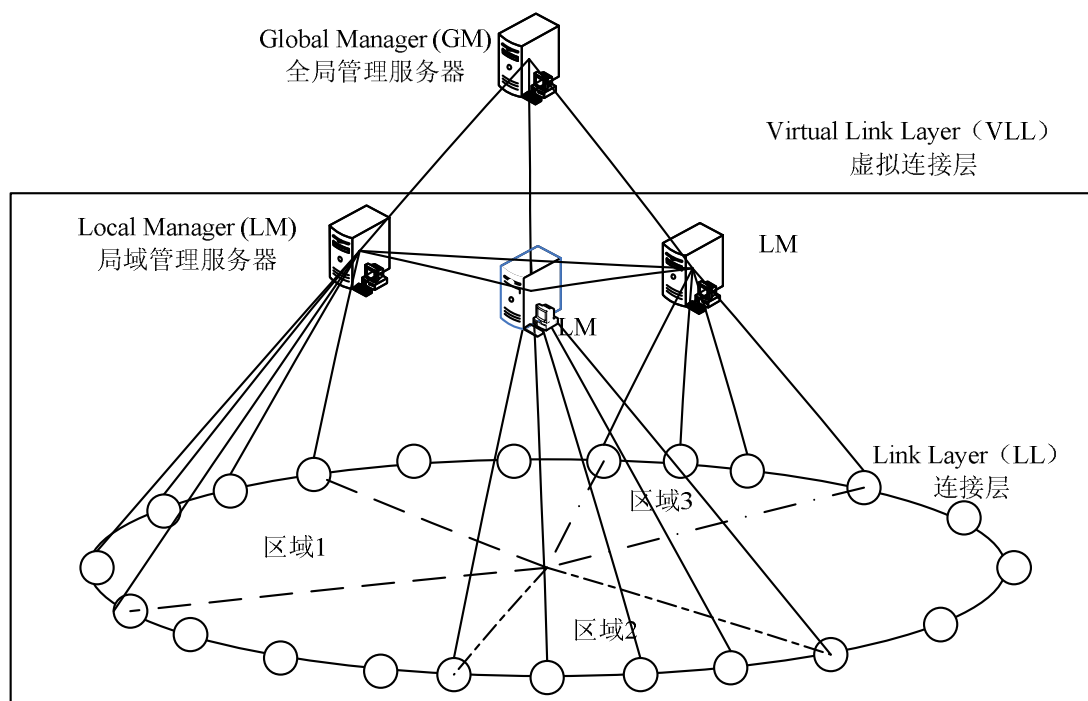 Global Manager (GM)
全局管理服务器
Virtual Link Layer（VLL）
虚拟连接层
Local Manager (LM)
局域管理服务器
LM
LM
Link Layer（LL）
连接层
区域3
区域1
区域2